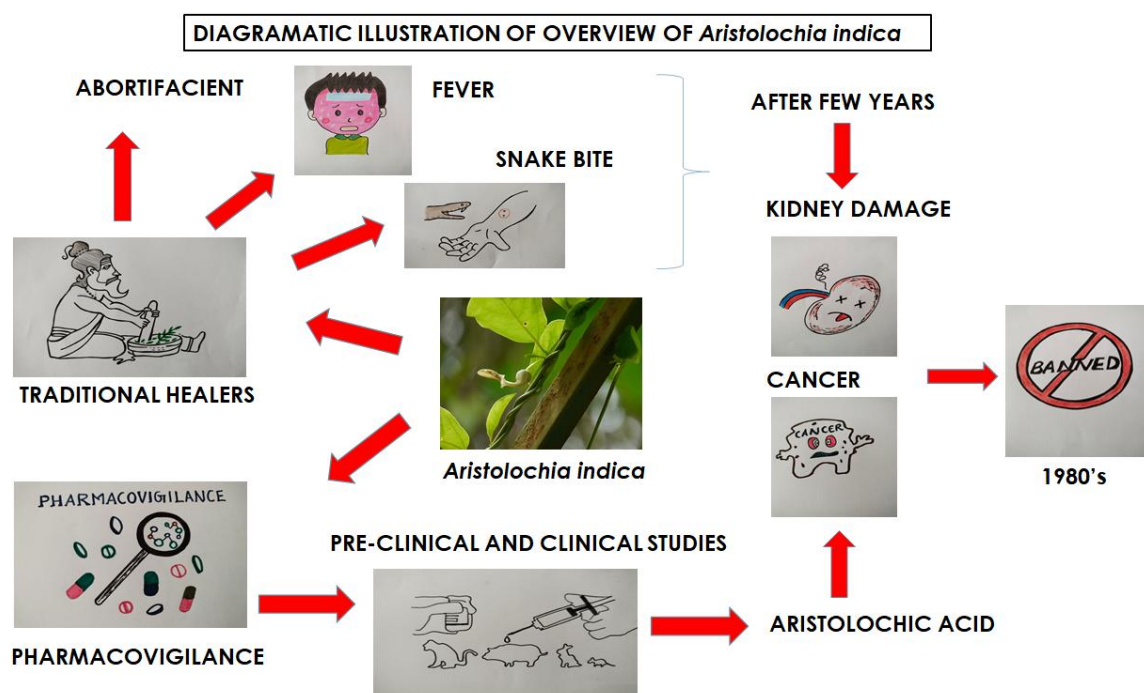 DIAGRAMATIC ILLUSTRATION OF OVERVIEW OF Aristolochia indica
ABORTIFACIENT
FEVER
SNAKE BITE
AFTER FEW YEARS
KIDNEY DAMAGE
TRADITIONAL HEALERS
Aristolochia indica
CANCER
CANCER
BANNED
1980's
PHARMACOVIGILANCE
PHARMACOVIGILANCE
PRE-CLINICAL AND CLINICAL STUDIES
ARISTOLOCHIC ACID